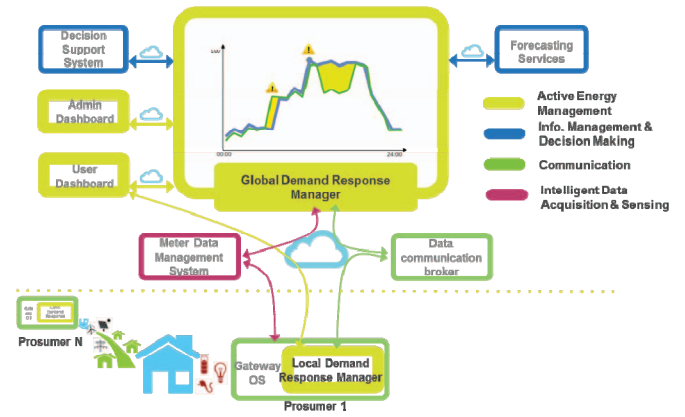 Decision
Support
System
Forecasting
Services
Admin
Dashboard
User
Dashboard
00:00
24:00
Global Demand Response
Manager
Active Energy
Management
Info. Management &
Decision Making
Communication
Intelligent Data
Acquisition & Sensing
Meter Data
Management
System
Data
communication
broker
Prosumer N
Gateway
OS
Local Demand
Response Manager
Prosumer 1